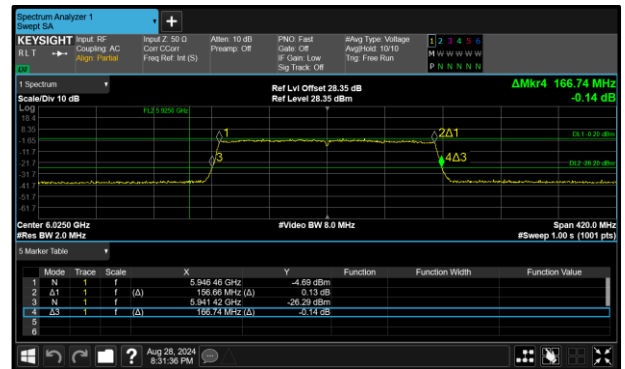 Spectrum Analyzer 1
Swept SA
+
KEYSIGHT Input: RF Input Z: 50 Ω Atten: 10 dB PNO: Fast #Avg Type: Voltage 1 2 3 4 5 6
RLT Coupling: AC Corr CCorr Preamp: Off Gate: Off Avg|Hold: 10/10 M W W W W W
Align: Partial Freq Ref: Int (S) IF Gain: Low Trig: Free Run
Sig Track: Off P N N N N N
1 Spectrum Ref Lvl Offset 28.35 dB ΔMkr4 166.74 MHz
Scale/Div 10 dB Ref Level 28.35 dBm -0.14 dB
Log
18.4
8.35
-1.65
-11.7
-21.7
-31.7
-41.7
-51.7
-61.7
1
2Δ1
DL1 -0.20 dBm
3
4Δ3
DL2 -26.20 dBm
Center 6.0250 GHz #Video BW 8.0 MHz Span 420.0 MHz
#Res BW 2.0 MHz #Sweep 1.00 s (1001 pts)
5 Marker Table
Mode Trace Scale X Y Function Function Width Function Value
1 N 1 f 5.946 46 GHz -4.69 dBm
2 Δ1 1 f (Δ) 156.66 MHz (Δ) 0.13 dB
3 N 1 f 5.941 42 GHz -26.29 dBm
4 Δ3 1 f (Δ) 166.74 MHz (Δ) -0.14 dB
5
6
? Aug 28, 2024
8:31:36 PM